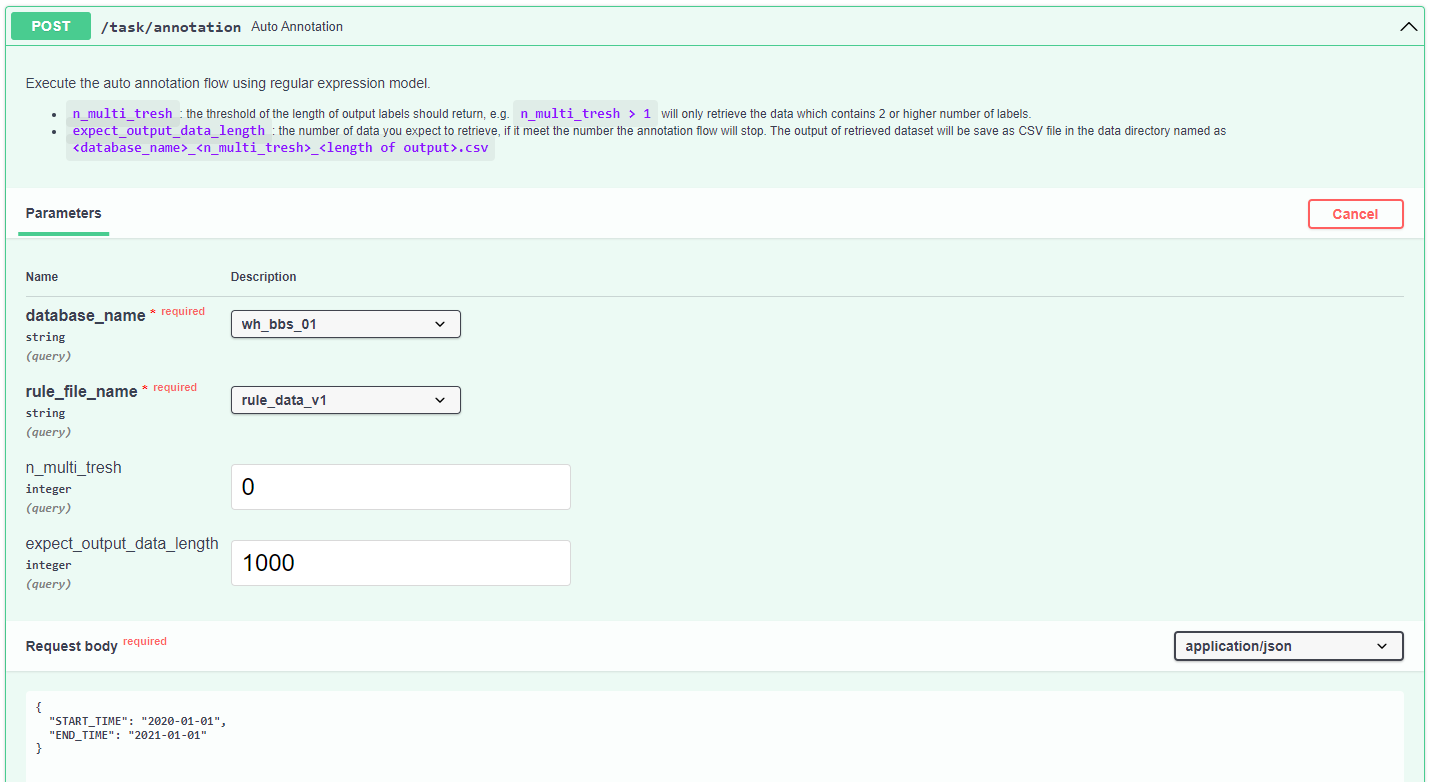 POST /task/annotation Auto Annotation
Execute the auto annotation flow using regular expression model.
n_multi_tresh : the threshold of the length of output labels should return, e.g. n_multi_tresh > 1 will only retrieve the data which contains 2 or higher number of labels.
expect_output_data_length : the number of data you expect to retrieve, if it meet the number the annotation flow will stop. The output of retrieved dataset will be save as CSV file in the data directory named as
<database_name>_<n_multi_tresh>_<length of output>.csv
Parameters Cancel
Name Description
database_name * required
string
(query)
wh_bbs_01
rule_file_name * required
string
(query)
rule_data_v1
n_multi_tresh
integer
(query)
0
expect_output_data_length
integer
(query)
1000
Request body required application/json
{
"START_TIME": "2020-01-01",
"END_TIME": "2021-01-01"
}